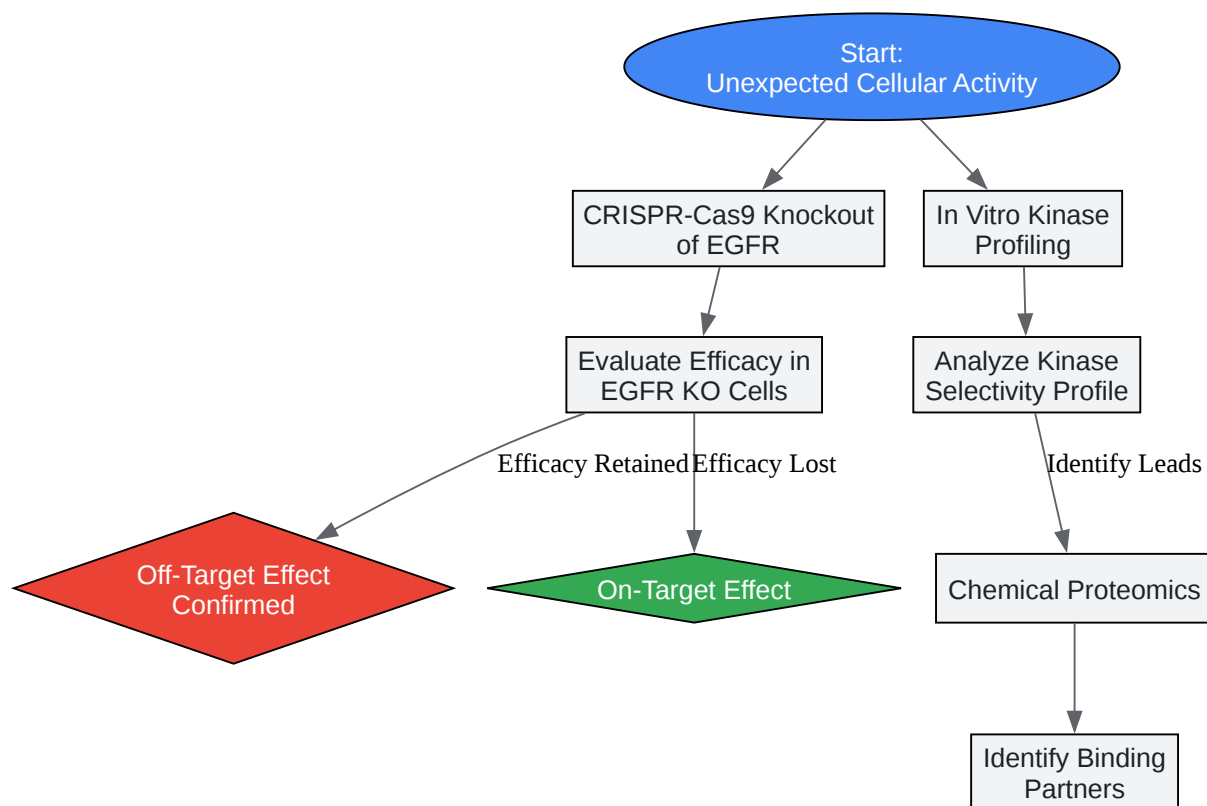 Start:
Unexpected Cellular Activity
CRISPR-Cas9 Knockout
of EGFR
In Vitro Kinase
Profiling
Evaluate Efficacy in
EGFR KO Cells
Analyze Kinase
Selectivity Profile
Efficacy Retained
Efficacy Lost
Identify Leads
Off-Target Effect
Confirmed
On-Target Effect
Chemical Proteomics
Identify Binding
Partners